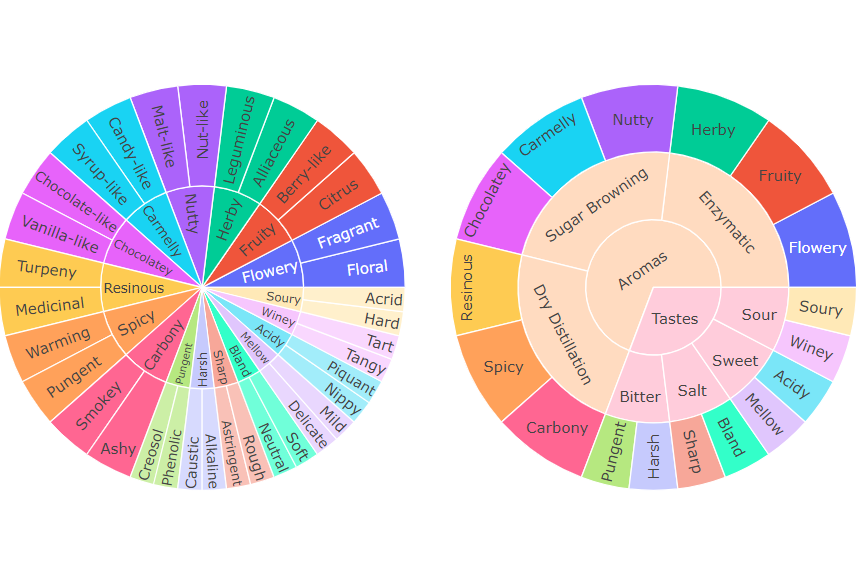 Nut-like
Leguminous
Alliaceous
Berry-like
Citrus
Fragrant
Floral
Malt-like
Candy-like
Syrup-like
Chocolate-like
Vanilla-like
Turpeny
Medicinal
Warming
Pungent
Smokey
Ashy
Creosol
Phenolic
Caustic
Alkaline
Astringent
Rough
Neutral
Soft
Delicate
Mild
Nippy
Piquant
Tangy
Tart
Hard
Acrid
Nutty
Herby
Fruity
Flowery
Carmelly
Chocolatey
Resinous
Spicy
Carbony
Pungent
Harsh
Sharp
Bland
Mellow
Acidy
Winey
Soury
Nutty
Herby
Fruity
Flowery
Carmelly
Chocolatey
Resinous
Spicy
Carbony
Pungent
Harsh
Sharp
Bland
Mellow
Acidy
Winey
Soury
Sugar Browning
Enzymatic
Dry Distillation
Aromas
Tastes
Sour
Sweet
Salt
Bitter